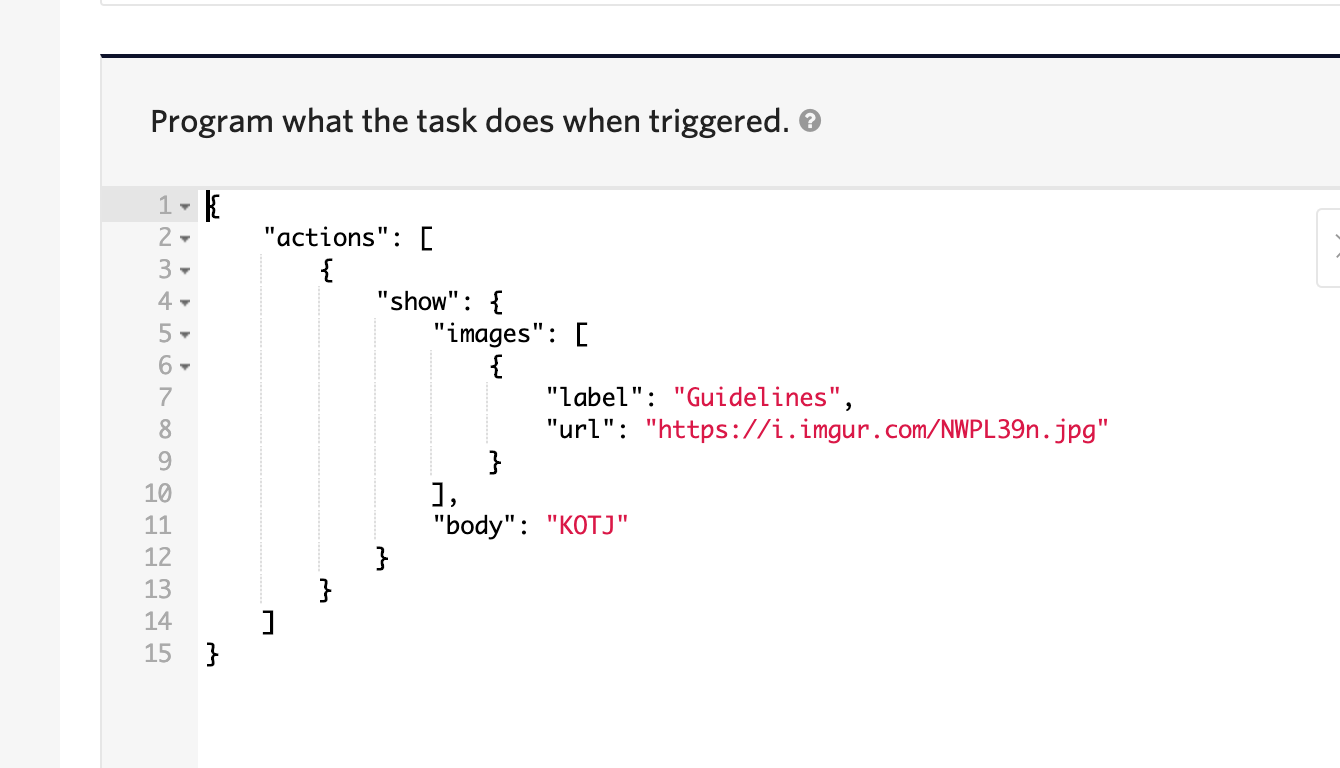 Program what the task does when triggered. ?
1 {
2 "actions": [
3 {
4 "show": {
5 "images": [
6 {
7 "label": "Guidelines",
8 "url": "https://i.imgur.com/NWPL39n.jpg"
9 }
10 ],
11 "body": "KOTJ"
12 }
13 }
14 ]
15 }